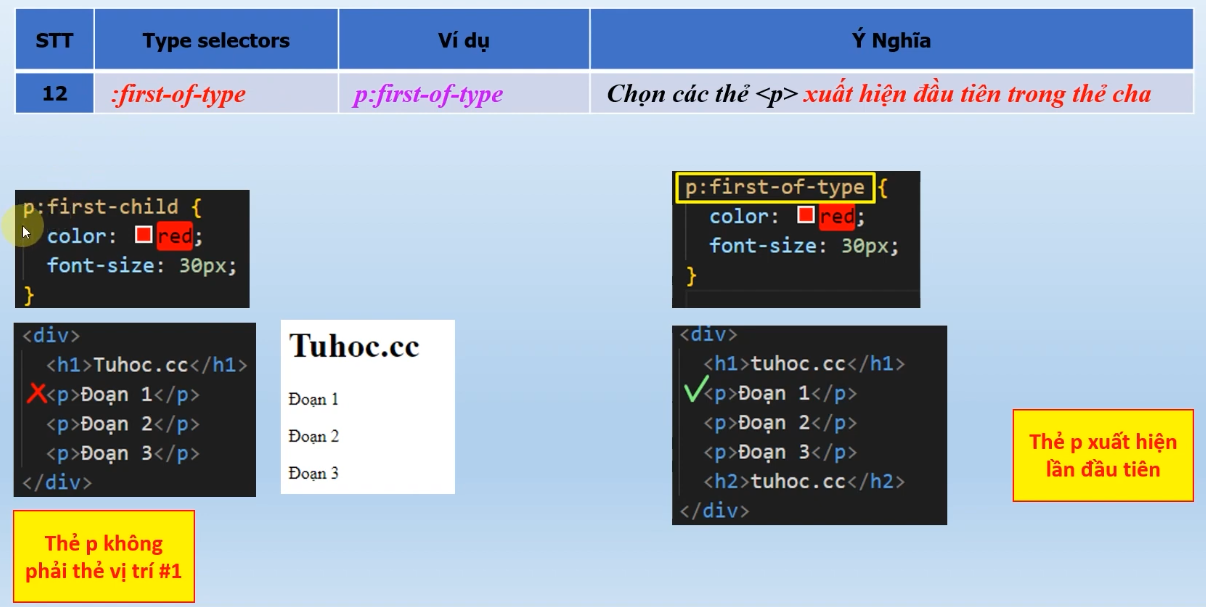 STT Type selectors Ví dụ Ý Nghĩa
12 :first-of-type p:first-of-type Chọn các thẻ <p> xuất hiện đầu tiên trong thẻ cha
p:first-child {
color: red;
font-size: 30px;
}
<div>
<h1>Tuhoc.cc</h1>
<p>Đoạn 1</p>
<p>Đoạn 2</p>
<p>Đoạn 3</p>
</div>
Tuhoc.cc
Đoạn 1
Đoạn 2
Đoạn 3
Thẻ p không
phải thẻ vị trí #1
p:first-of-type {
color: red;
font-size: 30px;
}
<div>
<h1>tuhoc.cc</h1>
<p>Đoạn 1</p>
<p>Đoạn 2</p>
<p>Đoạn 3</p>
<h2>tuhoc.cc</h2>
</div>
Thẻ p xuất hiện
lần đầu tiên